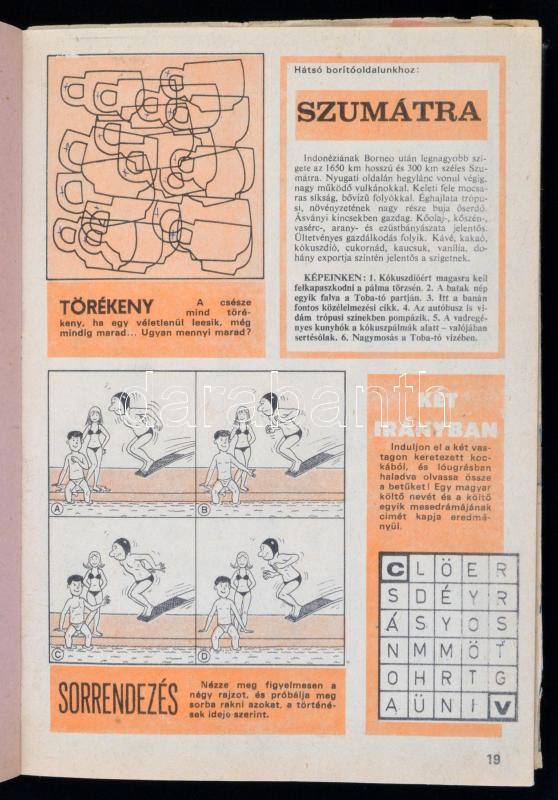 Hátsó borítóoldalunkhoz:
SZUMÁTRA
Indonéziának Borneo után legnagyobb szi-
gete az 1650 km hosszú és 300 km széles Szu-
mátra. Nyugati oldalán hegylánc vonul végig,
nagy működő vulkánokkal. Keleti fele mocsa-
ras síkság, bővizű folyókkal. Éghajlata trópu-
si, növényzetének nagy része buja őserdő.
Ásványi kincsekben gazdag. Kőolaj-, kőszén-,
vasérc-, arany- és ezüstbányászata jelentős.
Ültetvényes gazdálkodás folyik. Kávé, kakaó,
kókuszdió, cukornád, kaucsuk, vanília, do-
hány exportja szintén jelentős a szigetnek.
KÉPEINKEN: 1. Kókuszdióért magasra kell
felkapaszkodni a pálma törzsén. 2. A batak nép
egyik falva a Toba-tó partján. 3. Itt a banán
fontos közélelmezési cikk. 4. Az autóbusz is vi-
dám trópusi színekben pompázik. 5. A vadregé-
nyes kunyhók a kókuszpálmák alatt – valójában
sertésólak. 6. Nagymosás a Toba-tó vizében.
TÖRÉKENY A csésze
mind töré-
keny, ha egy véletlenül leesik, még
mindig marad... Ugyan mennyi marad?
A
B
C
D
SORRENDEZÉS Nézze meg figyelmesen a
négy rajzot, és próbálja meg
sorba rakni azokat, a történé-
sek ideje szerint.
KÉT
IRÁNYBAN
Induljon el a két vas-
tagon keretezett koc-
kából, és lóugrásban
haladva olvassa össze
a betűket! Egy magyar
költő nevét és a költő
egyik mesedrámájának
címét kapja eredmé-
nyül.
C L Ö E R
S D É Y R
Á S Y O S
N M M Ö T
O H R T G
A Ü N I V
19
darabanth